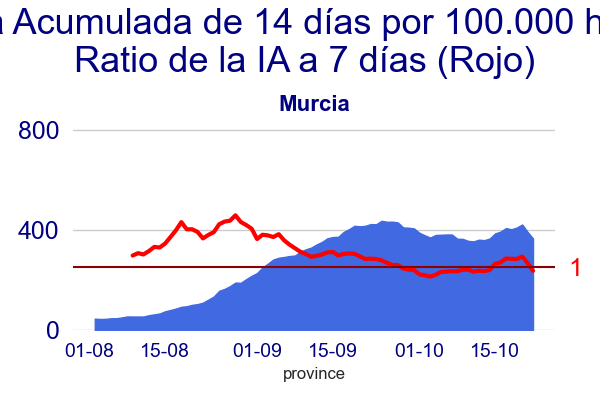 Acumulada de 14 días por 100.000 h
Ratio de la IA a 7 días (Rojo)
Murcia
800
400
0
1
01-08 15-08 01-09 15-09 01-10 15-10
province